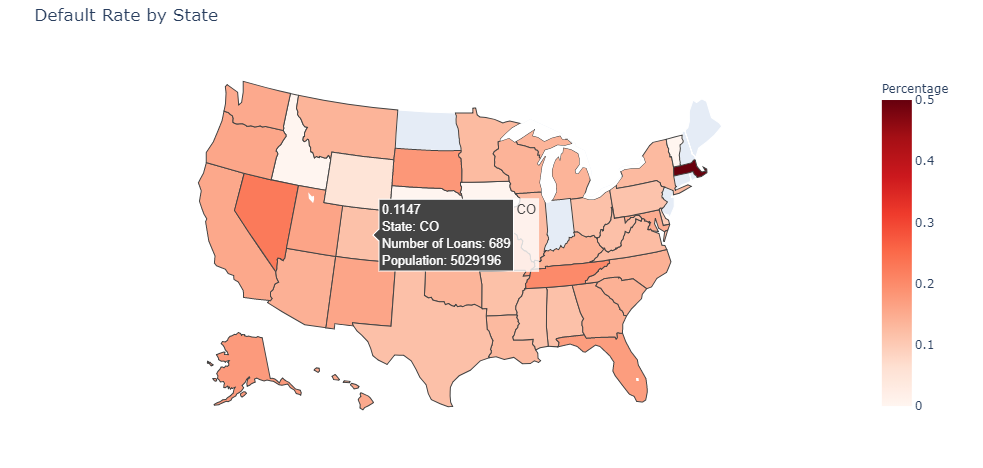 Default Rate by State
Percentage
0.5
0.4
0.3
0.2
0.1
0
0.1147
State: CO
Number of Loans: 689
Population: 5029196
CO